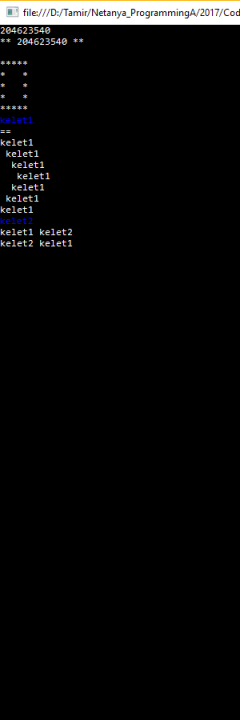 file:///D:/Tamir/Netanya_ProgrammingA/2017/Cod
204623540
** 204623540 **
*****
*   *
*   *
*   *
*****
kelet1
==
kelet1
 kelet1
  kelet1
   kelet1
  kelet1
 kelet1
kelet1
kelet2
kelet1 kelet2
kelet2 kelet1